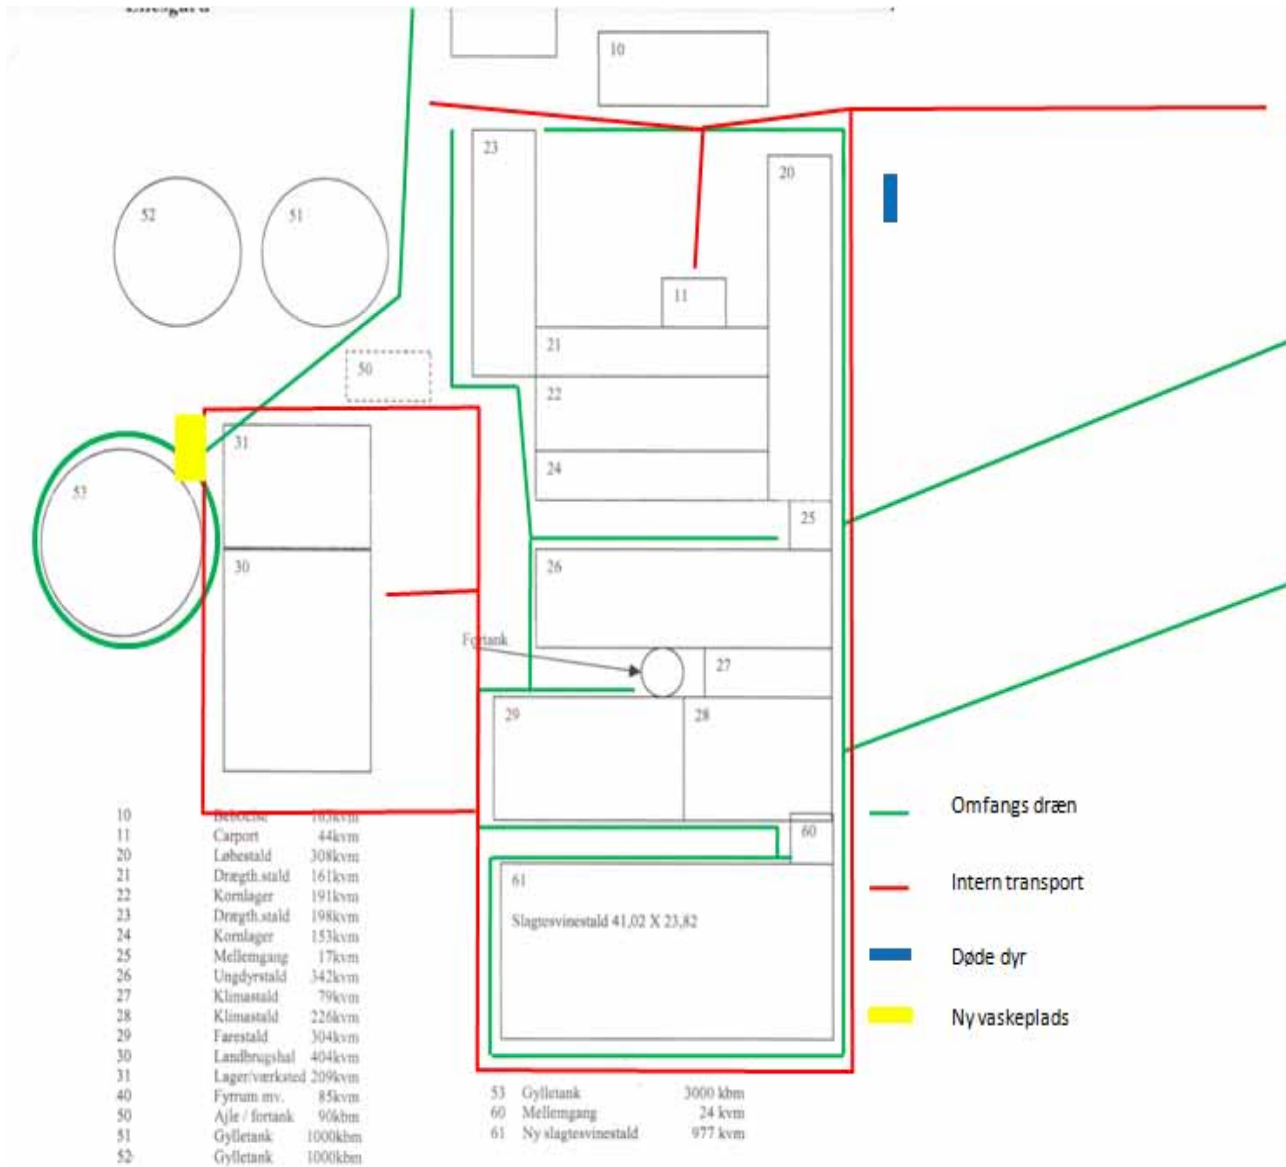 10
23
20
52
51
11
21
50
22
31
24
53
25
30
26
Fortank
27
29
28
60
61
Slagtesvinestald 41,02 X 23,82
Omfangs dræn
Intern transport
Døde dyr
Ny vaskeplads
10 Beboelse 163kvm
11 Carport 44kvm
20 Løbestald 308kvm
21 Drægth.stald 161kvm
22 Kornlager 191kvm
23 Drægth.stald 198kvm
24 Kornlager 153kvm
25 Mellemgang 17kvm
26 Ungdyrstald 342kvm
27 Klimastald 79kvm
28 Klimastald 226kvm
29 Farestald 304kvm
30 Landbrugshal 404kvm
31 Lager/værksted 209kvm
40 Fyrrum mv. 85kvm
50 Ajle / fortank 90kbm
51 Gylletank 1000kbm
52 Gylletank 1000kbm
53 Gylletank 3000 kbm
60 Mellemgang 24 kvm
61 Ny slagtesvinestald 977 kvm